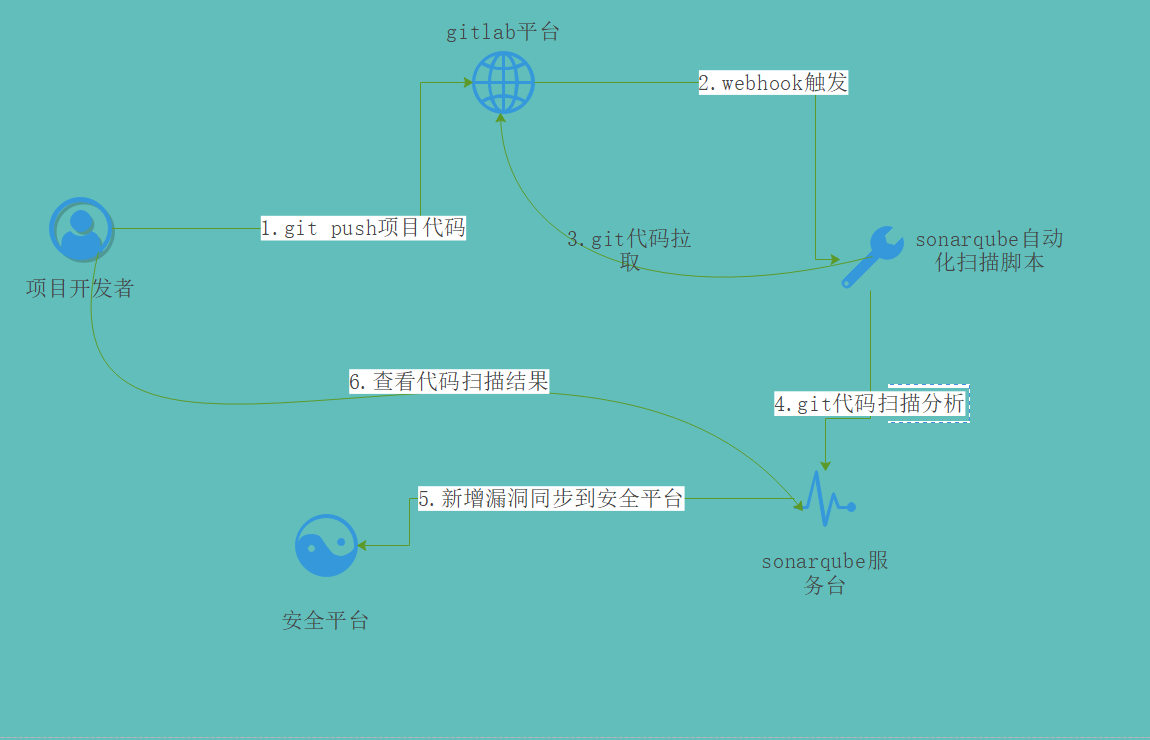 gitlab平台
2.webhook触发
1.git push项目代码
3.git代码拉
取
sonarqube自动
化扫描脚本
项目开发者
6.查看代码扫描结果
4.git代码扫描分析
5.新增漏洞同步到安全平台
sonarqube服
务台
安全平台